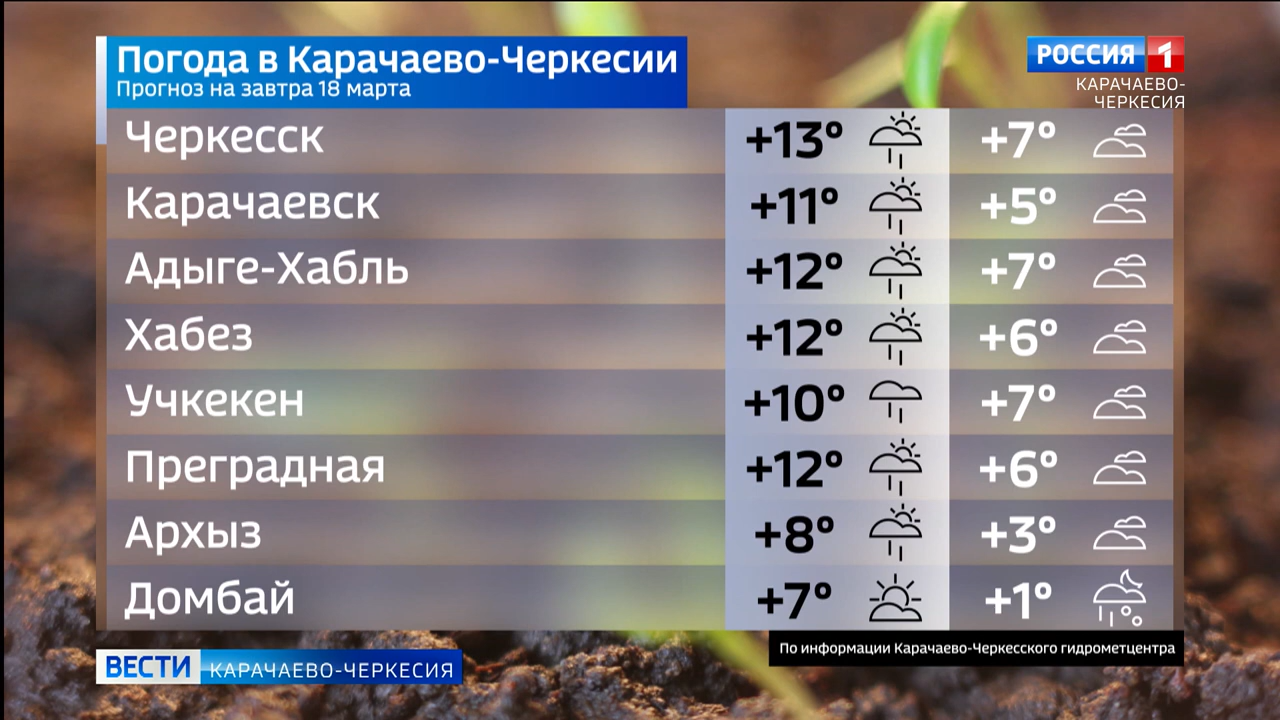 Погода в Карачаево-Черкесии
Прогноз на завтра 18 марта
РОССИЯ 1
КАРАЧАЕВО-
ЧЕРКЕСИЯ
Черкесск +13° +7°
Карачаевск +11° +5°
Адыге-Хабль +12° +7°
Хабез +12° +6°
Учкекен +10° +7°
Преградная +12° +6°
Архыз +8° +3°
Домбай +7° +1°
По информации Карачаево-Черкесского гидрометцентра
ВЕСТИ КАРАЧАЕВО-ЧЕРКЕСИЯ